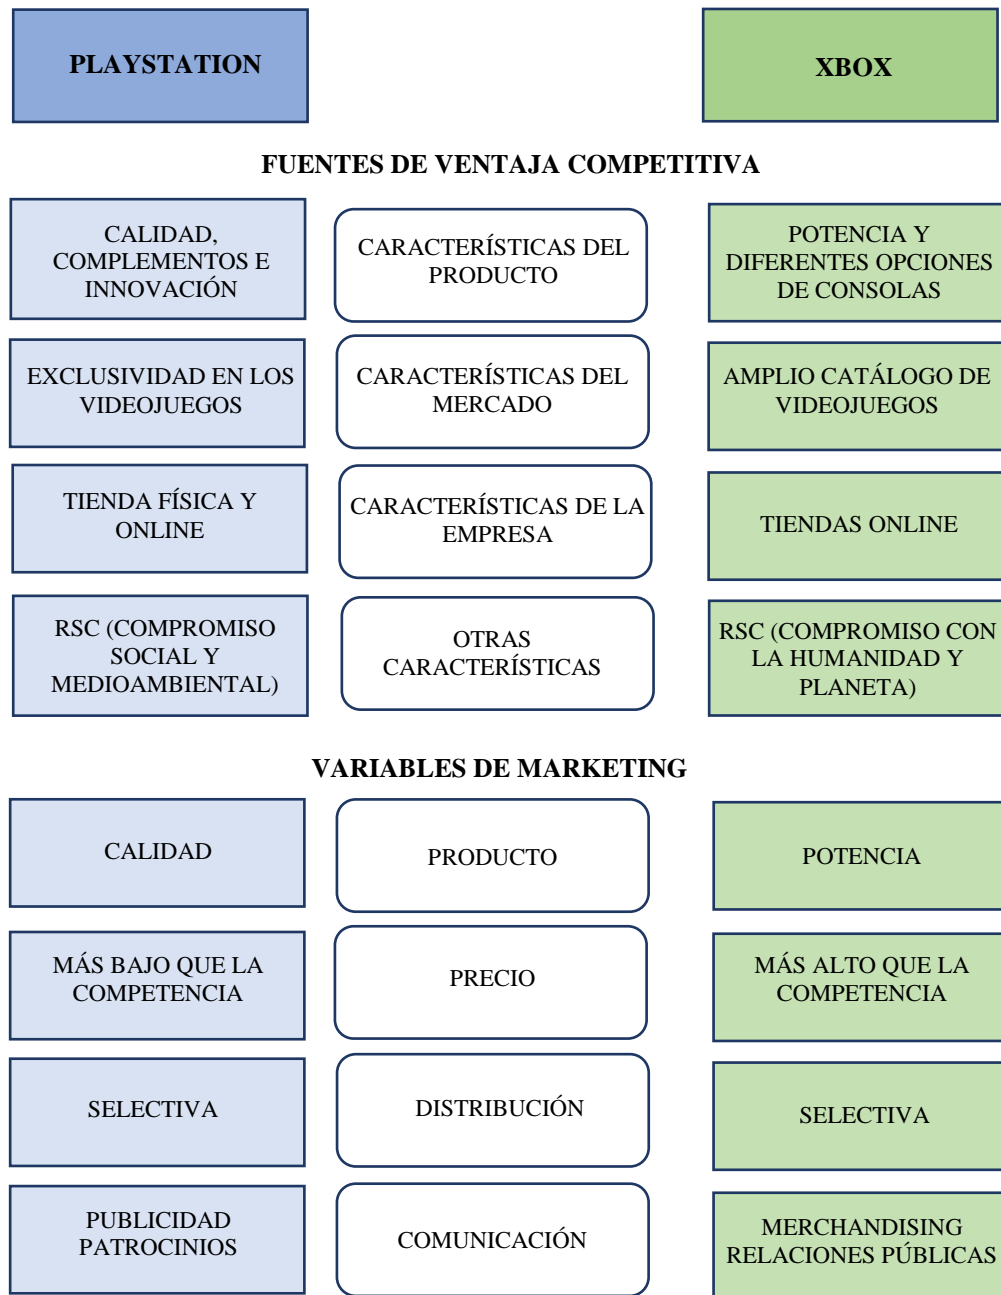 PLAYSTATION
XBOX
FUENTES DE VENTAJA COMPETITIVA
CALIDAD,
COMPLEMENTOS E
INNOVACIÓN
CARACTERÍSTICAS DEL
PRODUCTO
POTENCIA Y
DIFERENTES OPCIONES
DE CONSOLAS
EXCLUSIVIDAD EN LOS
VIDEOJUEGOS
CARACTERÍSTICAS DEL
MERCADO
AMPLIO CATÁLOGO DE
VIDEOJUEGOS
TIENDA FÍSICA Y
ONLINE
CARACTERÍSTICAS DE LA
EMPRESA
TIENDAS ONLINE
RSC (COMPROMISO
SOCIAL Y
MEDIOAMBIENTAL)
OTRAS
CARACTERÍSTICAS
RSC (COMPROMISO CON
LA HUMANIDAD Y
PLANETA)
VARIABLES DE MARKETING
CALIDAD
PRODUCTO
POTENCIA
MÁS BAJO QUE LA
COMPETENCIA
PRECIO
MÁS ALTO QUE LA
COMPETENCIA
SELECTIVA
DISTRIBUCIÓN
SELECTIVA
PUBLICIDAD
PATROCINIOS
COMUNICACIÓN
MERCHANDISING
RELACIONES PÚBLICAS